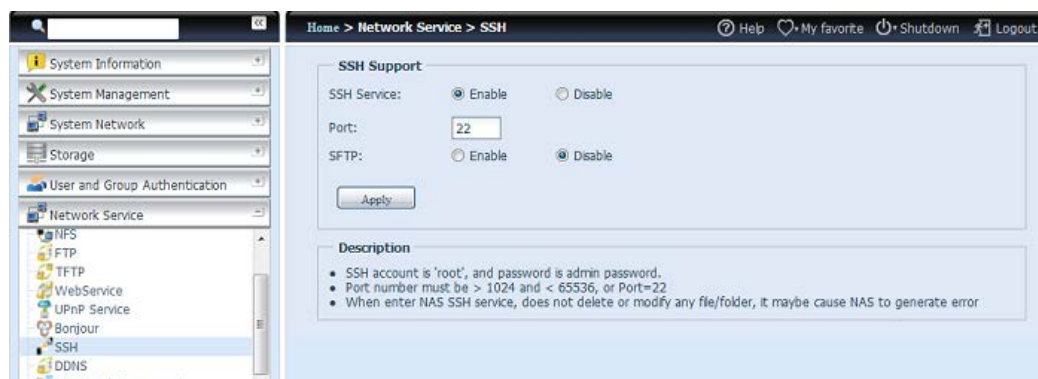 Home > Network Service > SSH
Help My favorite Shutdown Logout
System Information
System Management
System Network
Storage
User and Group Authentication
Network Service
NFS
FTP
TFTP
WebService
UPnP Service
Bonjour
SSH
DDNS
SSH Support
SSH Service: Enable Disable
Port: 22
SFTP: Enable Disable
Apply
Description
SSH account is 'root', and password is admin password.
Port number must be > 1024 and < 65536, or Port=22
When enter NAS SSH service, does not delete or modify any file/folder, it maybe cause NAS to generate error